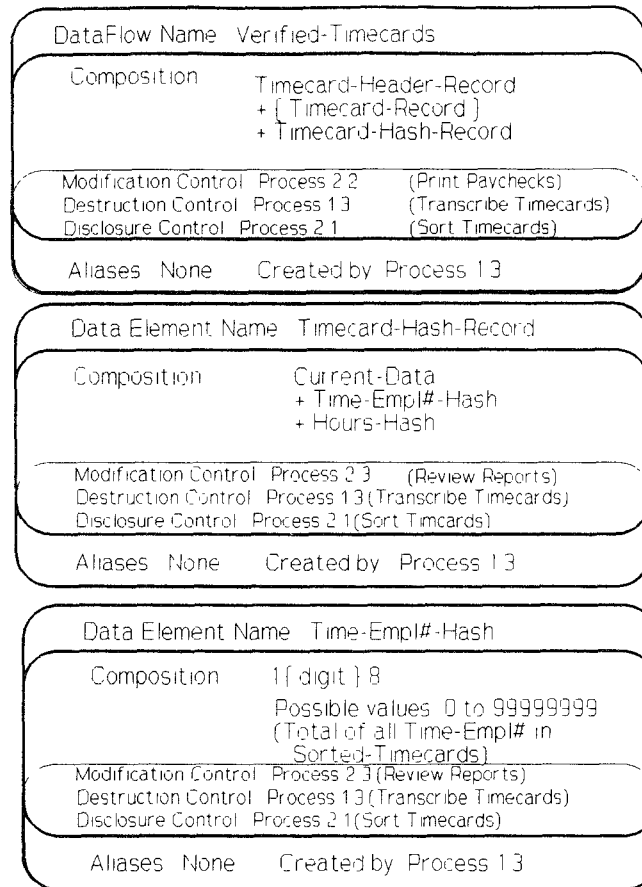 DataFlow Name Verified-Timecards
Composition Timecard-Header-Record
+ { Timecard-Record }
+ Timecard-Hash-Record
Modification Control Process 2 2 (Print Paychecks)
Destruction Control Process 1 3 (Transcribe Timecards)
Disclosure Control Process 2 1 (Sort Timecards)
Aliases None Created by Process 1 3
Data Element Name Timecard-Hash-Record
Composition Current-Data
+ Time-Empl#-Hash
+ Hours-Hash
Modification Control Process 2 3 (Review Reports)
Destruction Control Process 1 3 (Transcribe Timecards)
Disclosure Control Process 2 1 (Sort Timcards)
Aliases None Created by Process 1 3
Data Element Name Time-Empl#-Hash
Composition 1 { digit } 8
Possible values 0 to 99999999
(Total of all Time-Empl# in
Sorted-Timecards)
Modification Control Process 2 3 (Review Reports)
Destruction Control Process 1 3 (Transcribe Timecards)
Disclosure Control Process 2 1 (Sort Timecards)
Aliases None Created by Process 1 3